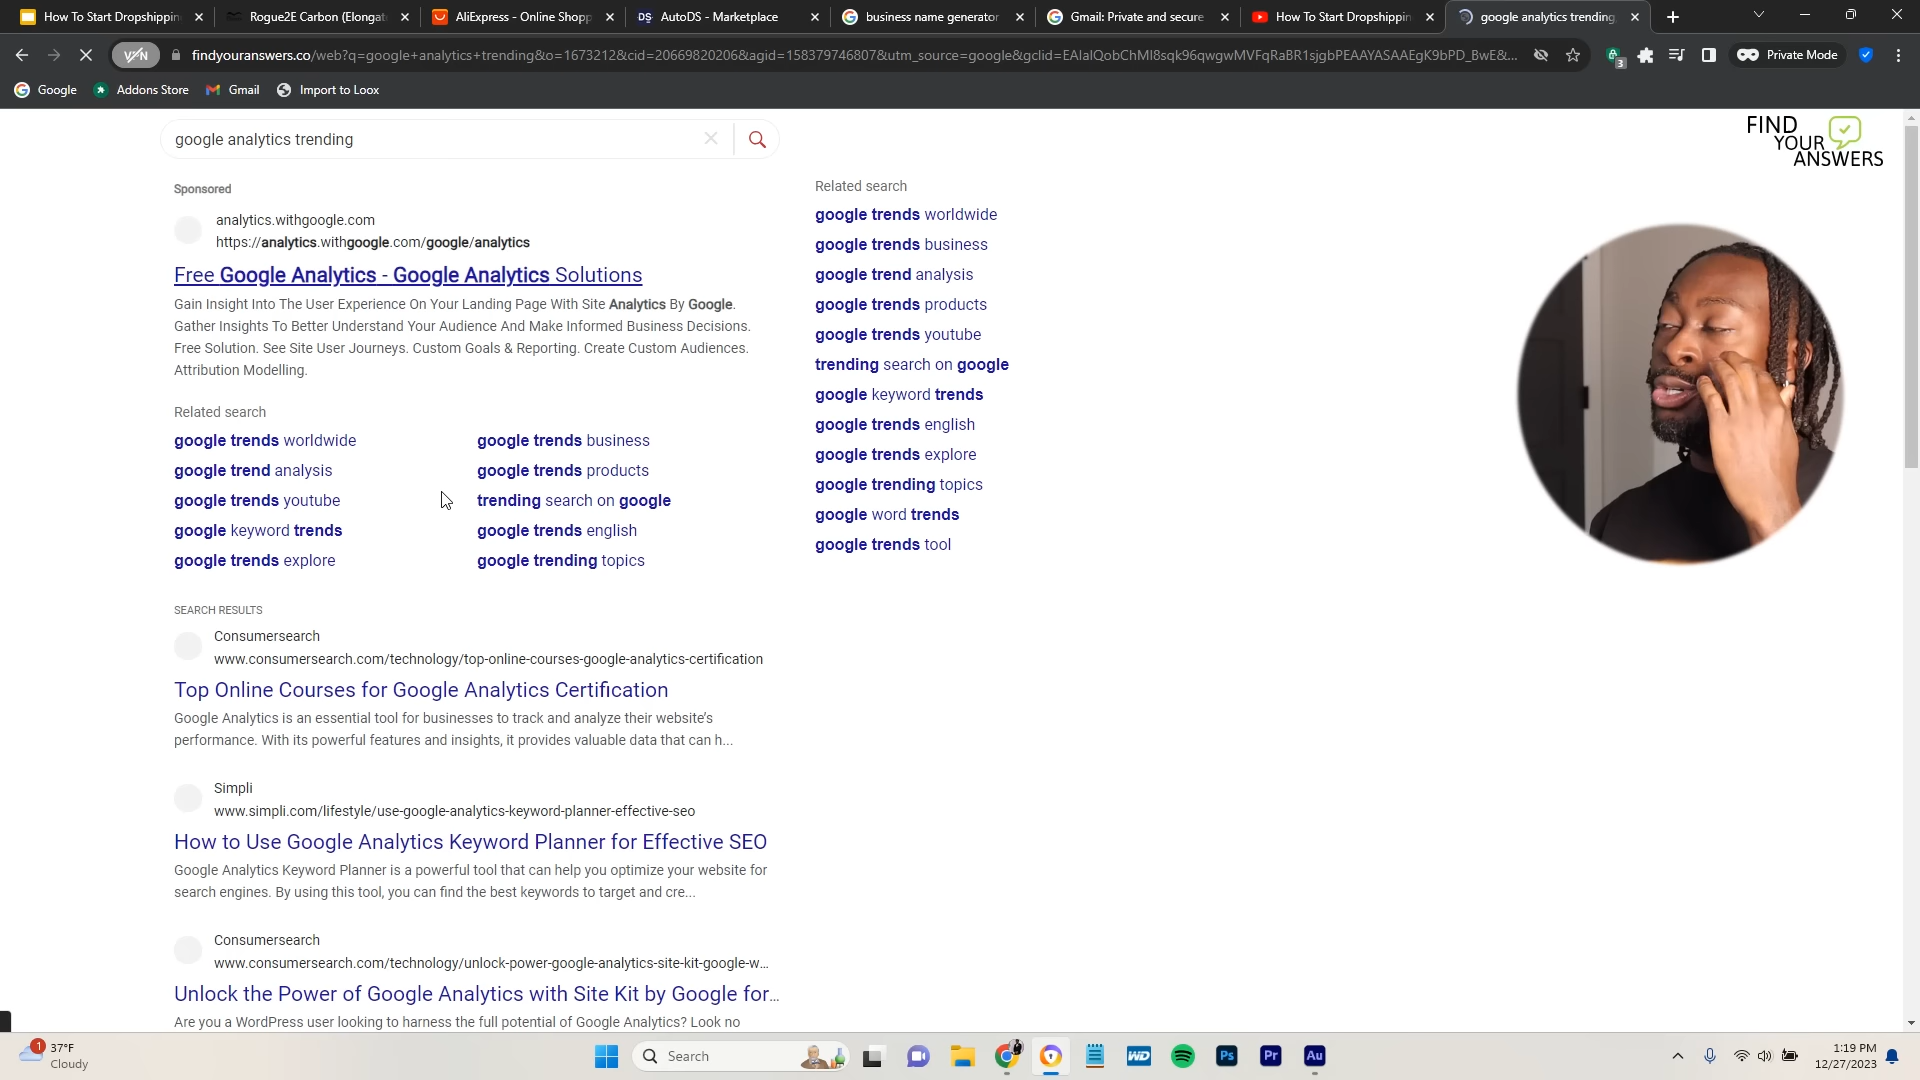 How To Start Dropshippin
Rogue2E Carbon (Elongat
AliExpress - Online Shopp
DS
AutoDS - Marketplace
business name generator
Gmail: Private and secure
How To Start Dropshippin
google analytics trending
VPN
findyouranswers.co/web?q=google+analytics+trending&o=1673212&cid=20669820206&agid=158379746807&utm_source=google&gclid=EAIaIQobChMI8sqk96qwgwMVFqRaBR1sjgbPEAAYASAAEgK9bPD_BwE&...
3
Private Mode
Google
Addons Store
Gmail
Import to Loox
google analytics trending
FIND
YOUR
ANSWERS
Sponsored
analytics.withgoogle.com
https://analytics.withgoogle.com/google/analytics
Free Google Analytics - Google Analytics Solutions
Gain Insight Into The User Experience On Your Landing Page With Site Analytics By Google.
Gather Insights To Better Understand Your Audience And Make Informed Business Decisions.
Free Solution. See Site User Journeys. Custom Goals & Reporting. Create Custom Audiences.
Attribution Modelling.
Related search
google trends worldwide
google trends business
google trend analysis
google trends products
google trends youtube
trending search on google
google keyword trends
google trends english
google trends explore
google trending topics
Related search
google trends worldwide
google trends business
google trend analysis
google trends products
google trends youtube
trending search on google
google keyword trends
google trends english
google trends explore
google trending topics
google word trends
google trends tool
SEARCH RESULTS
Consumersearch
www.consumersearch.com/technology/top-online-courses-google-analytics-certification
Top Online Courses for Google Analytics Certification
Google Analytics is an essential tool for businesses to track and analyze their website's
performance. With its powerful features and insights, it provides valuable data that can h...
Simpli
www.simpli.com/lifestyle/use-google-analytics-keyword-planner-effective-seo
How to Use Google Analytics Keyword Planner for Effective SEO
Google Analytics Keyword Planner is a powerful tool that can help you optimize your website for
search engines. By using this tool, you can find the best keywords to target and cre...
Consumersearch
www.consumersearch.com/technology/unlock-power-google-analytics-site-kit-google-w...
Unlock the Power of Google Analytics with Site Kit by Google for...
Are you a WordPress user looking to harness the full potential of Google Analytics? Look no
1
37°F
Cloudy
Search
WD
Ps
Pr
Au
1:19 PM
12/27/2023